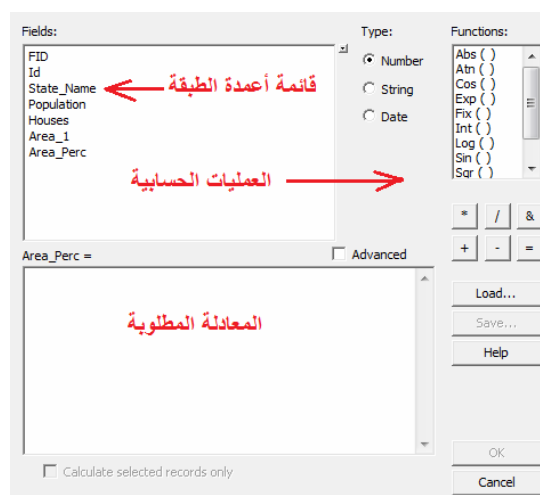 Fields:
Type:
Functions:
FID
Id
State_Name
Population
Houses
Area_1
Area_Perc
قائمة أعمدة الطبقة
Number
String
Date
Abs ( )
Atn ( )
Cos ( )
Exp ( )
Fix ( )
Int ( )
Log ( )
Sin ( )
Sqr ( )
العمليات الحسابية
* / &
+ - =
Area_Perc =
Advanced
المعادلة المطلوبة
Load...
Save...
Help
Calculate selected records only
OK
Cancel